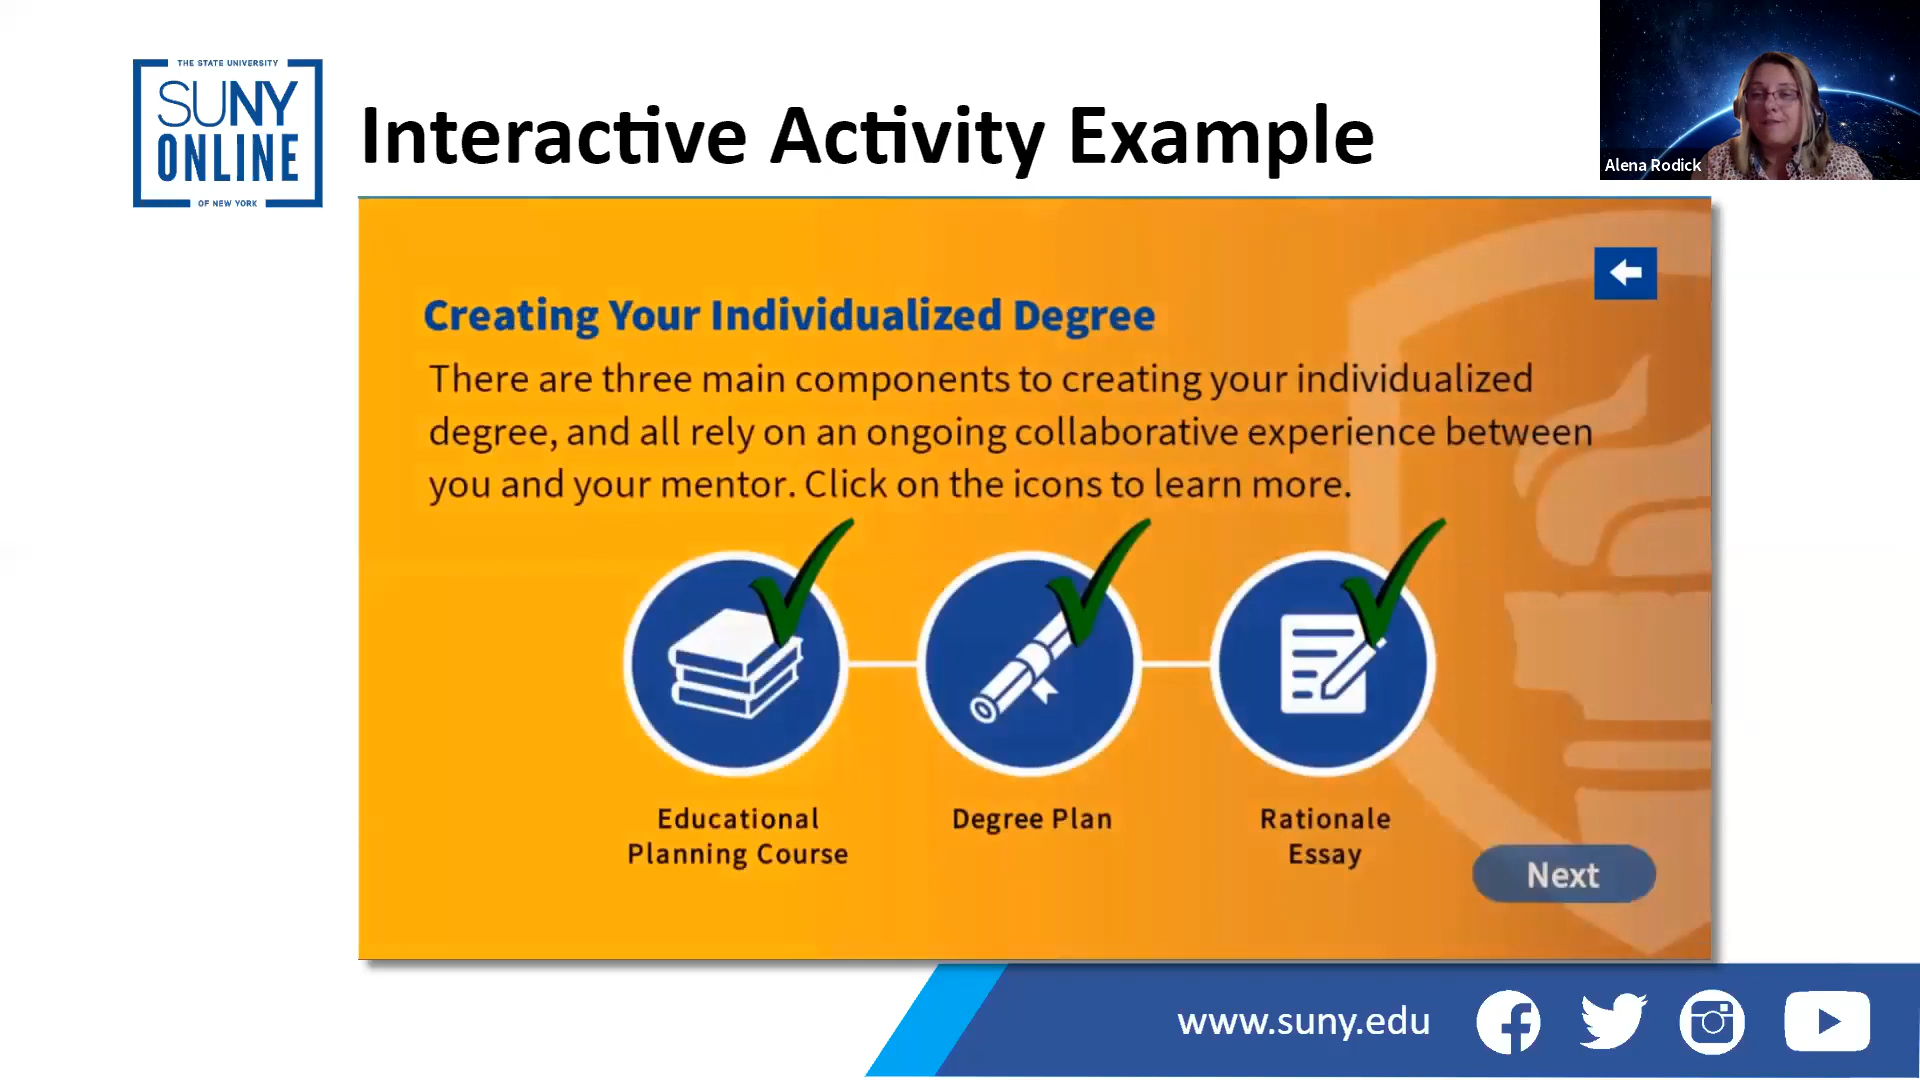 THE STATE UNIVERSITY
SUNY
ONLINE
OF NEW YORK
Interactive Activity Example
Alena Rodick
Creating Your Individualized Degree
There are three main components to creating your individualized
degree, and all rely on an ongoing collaborative experience between
you and your mentor. Click on the icons to learn more.
Educational
Planning Course
Degree Plan
Rationale
Essay
Next
www.suny.edu